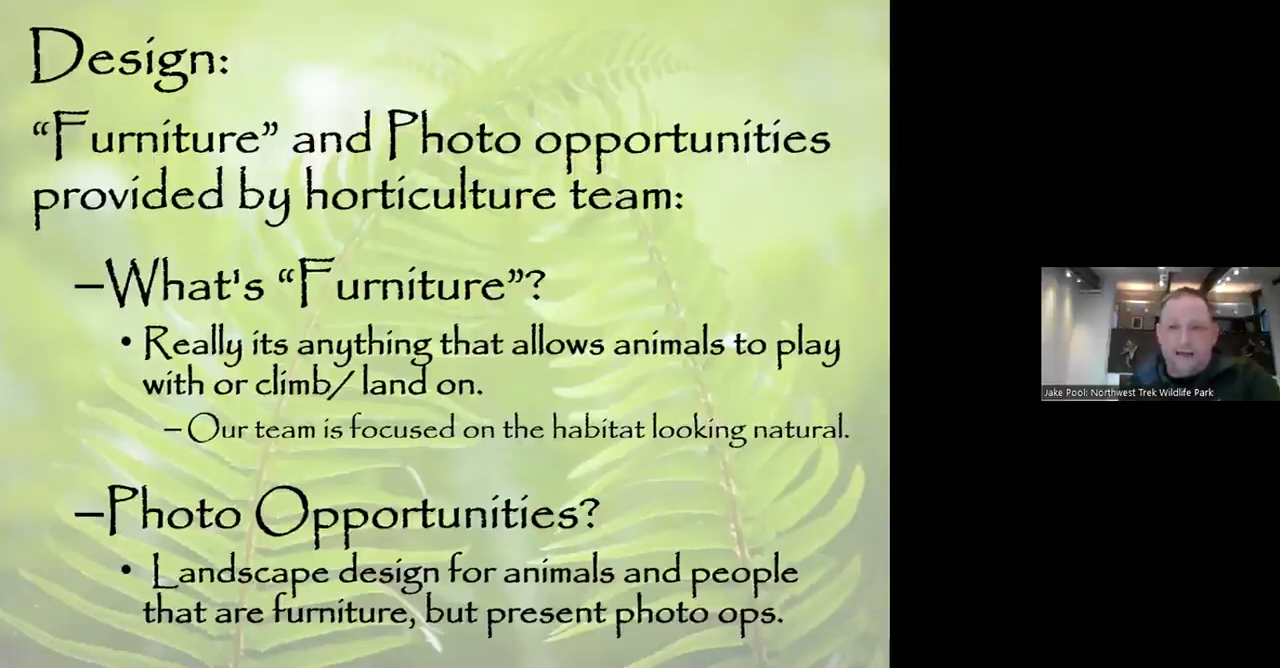 Design:
“Furniture” and Photo opportunities
provided by horticulture team:
–What's “Furniture”?
• Really its anything that allows animals to play
with or climb/ land on.
– Our team is focused on the habitat looking natural.
–Photo Opportunities?
• Landscape design for animals and people
that are furniture, but present photo ops.
Jake Pool: Northwest Trek Wildlife Park